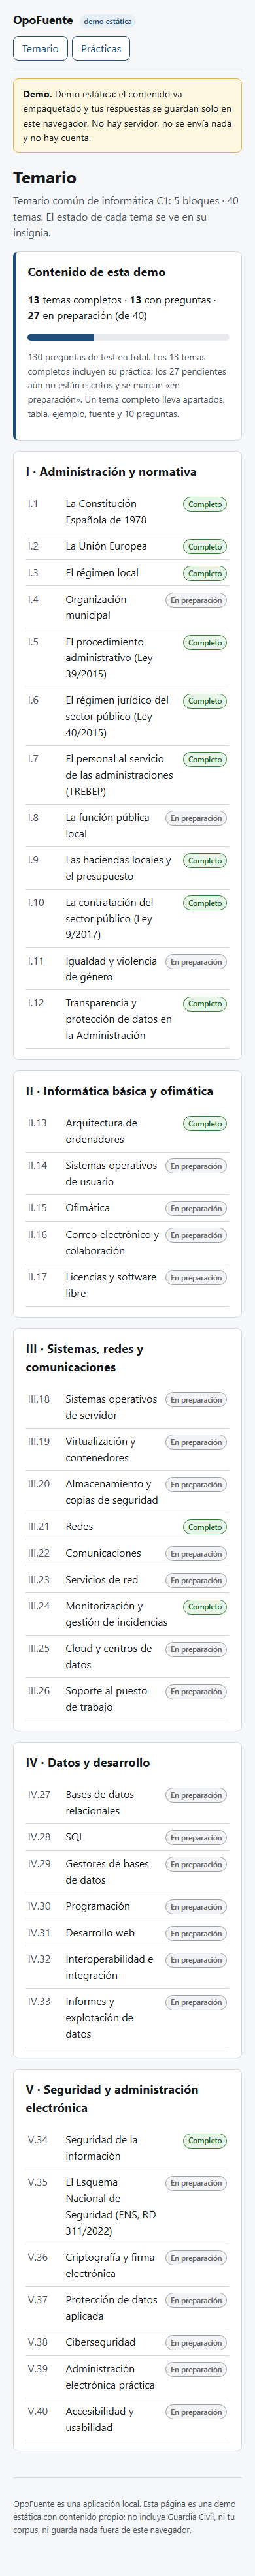 OpoFuente demo estática
Temario Prácticas
Demo. Demo estática: el contenido va
empaquetado y tus respuestas se guardan solo en
este navegador. No hay servidor, no se envía nada
y no hay cuenta.
Temario
Temario común de informática C1: 5 bloques · 40
temas. El estado de cada tema se ve en su
insignia.
Contenido de esta demo
13 temas completos · 13 con preguntas ·
27 en preparación (de 40)
130 preguntas de test en total. Los 13 temas
completos incluyen su práctica; los 27 pendientes
aún no están escritos y se marcan «en
preparación». Un tema completo lleva apartados,
tabla, ejemplo, fuente y 10 preguntas.
I · Administración y normativa
I.1 La Constitución Completo
Española de 1978
I.2 La Unión Europea Completo
I.3 El régimen local Completo
I.4 Organización En preparación
municipal
I.5 El procedimiento Completo
administrativo (Ley
39/2015)
I.6 El régimen jurídico del Completo
sector público (Ley
40/2015)
I.7 El personal al servicio Completo
de las administraciones
(TREBEP)
I.8 La función pública En preparación
local
I.9 Las haciendas locales y Completo
el presupuesto
I.10 La contratación del Completo
sector público (Ley
9/2017)
I.11 Igualdad y violencia En preparación
de género
I.12 Transparencia y Completo
protección de datos en
la Administración
II · Informática básica y ofimática
II.13 Arquitectura de Completo
ordenadores
II.14 Sistemas operativos En preparación
de usuario
II.15 Ofimática En preparación
II.16 Correo electrónico y En preparación
colaboración
II.17 Licencias y software En preparación
libre
III · Sistemas, redes y
comunicaciones
III.18 Sistemas operativos En preparación
de servidor
III.19 Virtualización y En preparación
contenedores
III.20 Almacenamiento y En preparación
copias de seguridad
III.21 Redes Completo
III.22 Comunicaciones En preparación
III.23 Servicios de red En preparación
III.24 Monitorización y Completo
gestión de incidencias
III.25 Cloud y centros de En preparación
datos
III.26 Soporte al puesto En preparación
de trabajo
IV · Datos y desarrollo
IV.27 Bases de datos En preparación
relacionales
IV.28 SQL En preparación
IV.29 Gestores de bases En preparación
de datos
IV.30 Programación En preparación
IV.31 Desarrollo web En preparación
IV.32 Interoperabilidad e En preparación
integración
IV.33 Informes y En preparación
explotación de
datos
V · Seguridad y administración
electrónica
V.34 Seguridad de la Completo
información
V.35 El Esquema En preparación
Nacional de
Seguridad (ENS, RD
311/2022)
V.36 Criptografía y firma En preparación
electrónica
V.37 Protección de datos En preparación
aplicada
V.38 Ciberseguridad En preparación
V.39 Administración En preparación
electrónica práctica
V.40 Accesibilidad y En preparación
usabilidad
OpoFuente es una aplicación local. Esta página es una demo
estática con contenido propio: no incluye Guardia Civil, ni tu
corpus, ni guarda nada fuera de este navegador.